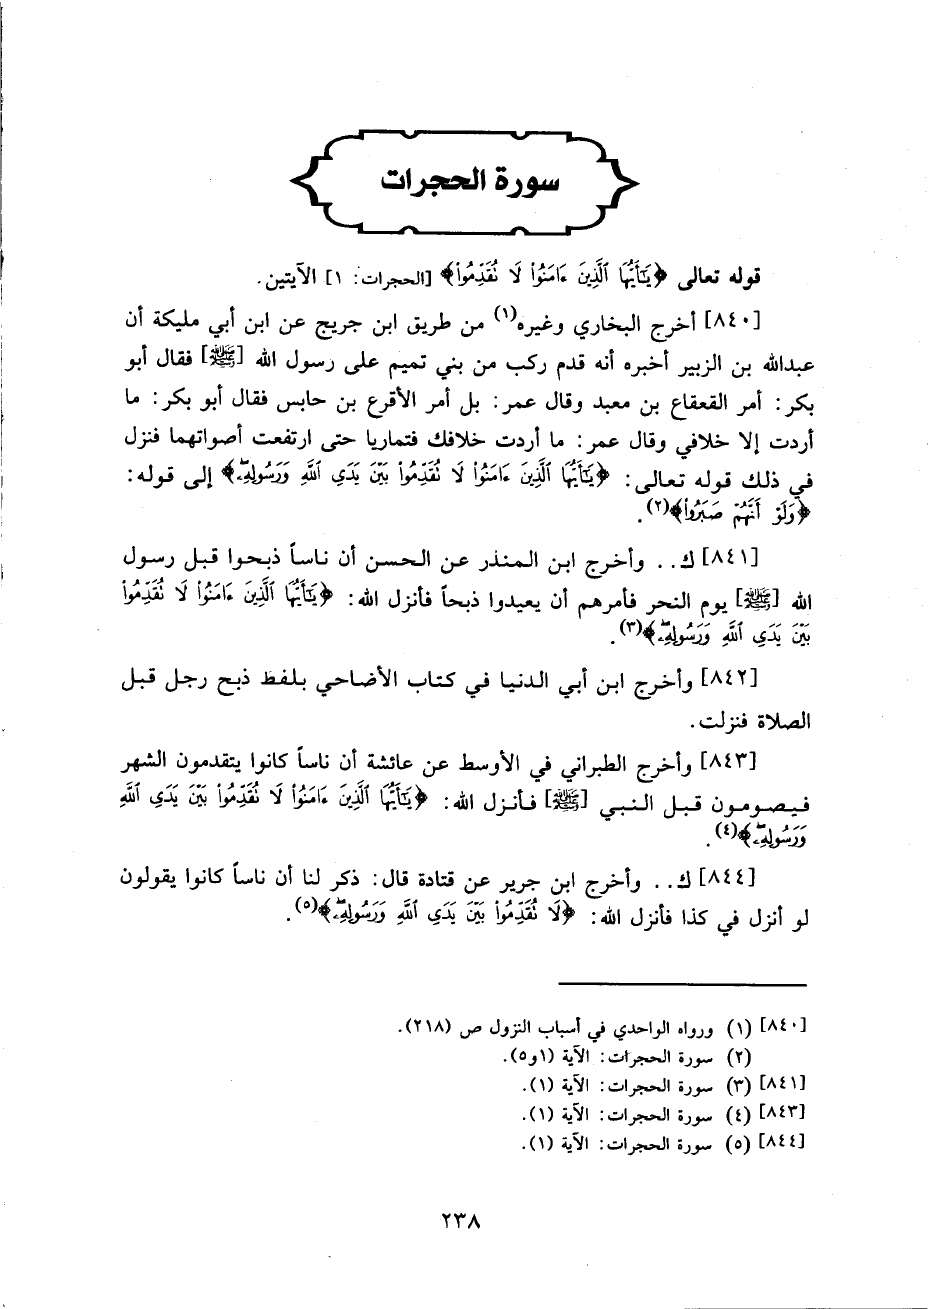 سورة الحجرات
قوله تعالى ﴿يَٰٓأَيُّهَا ٱلَّذِينَ ءَامَنُوا۟ لَا تُقَدِّمُوا۟﴾ [الحجرات: ١] الآيتين.
[٨٤٠] أخرج البخاري وغيره(١) من طريق ابن جريج عن ابن أبي مليكة أن
عبدالله بن الزبير أخبره أنه قدم ركب من بني تميم على رسول الله [ﷺ] فقال أبو
بكر: أمر القعقاع بن معبد وقال عمر: بل أمر الأقرع بن حابس فقال أبو بكر: ما
أردت إلا خلافي وقال عمر: ما أردت خلافك فتماريا حتى ارتفعت أصواتهما فنزل
في ذلك قوله تعالى: ﴿يَٰٓأَيُّهَا ٱلَّذِينَ ءَامَنُوا۟ لَا تُقَدِّمُوا۟ بَيْنَ يَدَىِ ٱللَّهِ وَرَسُولِهِۦ﴾ إلى قوله:
﴿وَلَوْ أَنَّهُمْ صَبَرُوا۟﴾(٢).
[٨٤١] ك.. وأخرج ابن المنذر عن الحسن أن ناساً ذبحوا قبل رسول
الله [ﷺ] يوم النحر فأمرهم أن يعيدوا ذبحاً فأنزل الله: ﴿يَٰٓأَيُّهَا ٱلَّذِينَ ءَامَنُوا۟ لَا تُقَدِّمُوا۟
بَيْنَ يَدَىِ ٱللَّهِ وَرَسُولِهِۦ﴾(٣).
[٨٤٢] وأخرج ابن أبي الدنيا في كتاب الأضاحي بلفظ ذبح رجل قبل
الصلاة فنزلت.
[٨٤٣] وأخرج الطبراني في الأوسط عن عائشة أن ناساً كانوا يتقدمون الشهر
فيصومون قبل النبي [ﷺ] فأنزل الله: ﴿يَٰٓأَيُّهَا ٱلَّذِينَ ءَامَنُوا۟ لَا تُقَدِّمُوا۟ بَيْنَ يَدَىِ ٱللَّهِ
وَرَسُولِهِۦ﴾(٤).
[٨٤٤] ك.. وأخرج ابن جرير عن قتادة قال: ذكر لنا أن ناساً كانوا يقولون
لو أنزل في كذا فأنزل الله: ﴿لَا تُقَدِّمُوا۟ بَيْنَ يَدَىِ ٱللَّهِ وَرَسُولِهِۦ﴾(٥).
[٨٤٠] (١) ورواه الواحدي في أسباب النزول ص (٢١٨).
(٢) سورة الحجرات: الآية (١و٥).
[٨٤١] (٣) سورة الحجرات: الآية (١).
[٨٤٣] (٤) سورة الحجرات: الآية (١).
[٨٤٤] (٥) سورة الحجرات: الآية (١).
٢٣٨